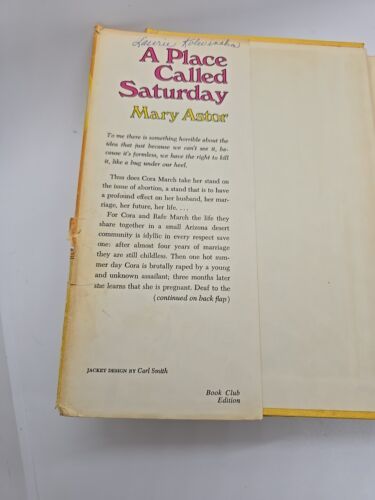 A Place
Called
Saturday
Mary Astor
To me there is something horrible about the
idea that just because we can't see it, be-
cause it's formless, we have the right to kill
it, like a bug under our heel.
Thus does Cora March take her stand on
the issue of abortion, a stand that is to have
a profound effect on her husband, her mar-
riage, her future, her life. . . .
For Cora and Rafe March the life they
share together in a small Arizona desert
community is idyllic in every respect save
one: after almost four years of marriage
they are still childless. Then one hot sum-
mer day Cora is brutally raped by a young
and unknown assailant; three months later
she learns that she is pregnant. Deaf to the
(continued on back flap)
JACKET DESIGN BY Carl Smith
Book Club
Edition